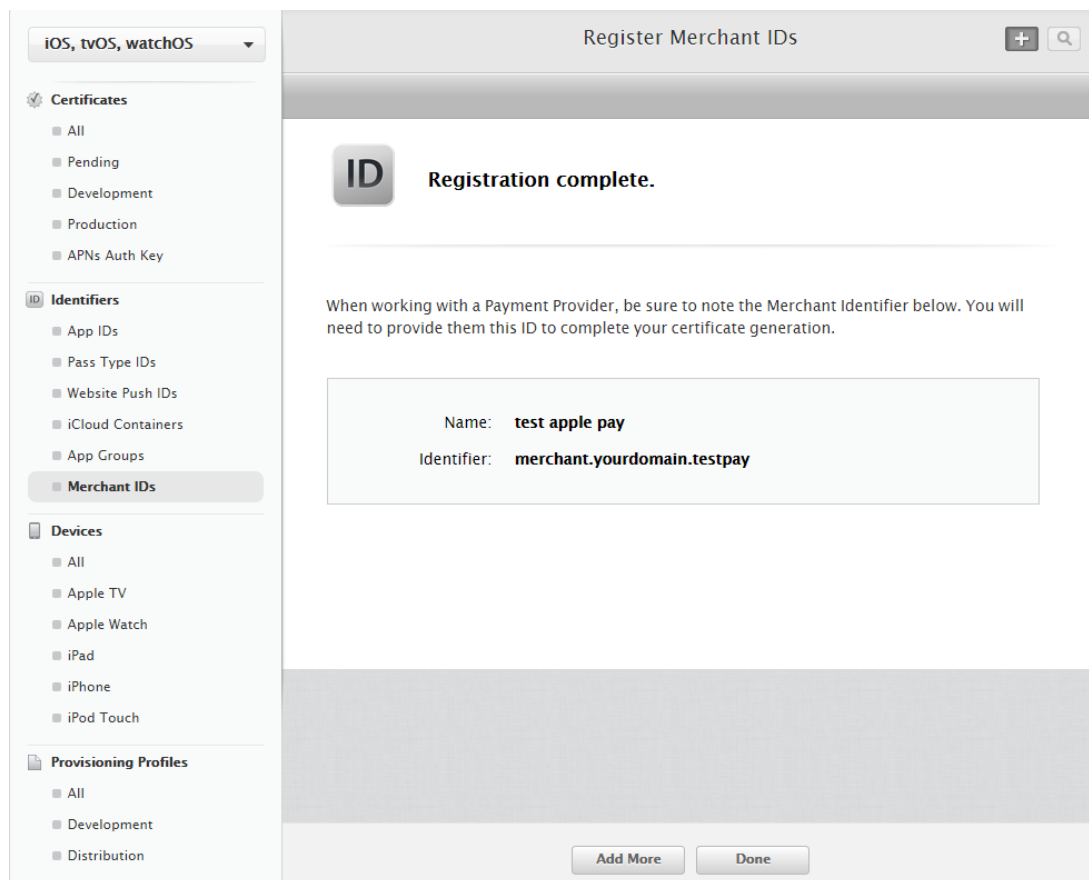 iOS, tvOS, watchOS
Certificates
All
Pending
Development
Production
APNs Auth Key
ID Identifiers
App IDs
Pass Type IDs
Website Push IDs
iCloud Containers
App Groups
Merchant IDs
Devices
All
Apple TV
Apple Watch
iPad
iPhone
iPod Touch
Provisioning Profiles
All
Development
Distribution
Register Merchant IDs
ID
Registration complete.
When working with a Payment Provider, be sure to note the Merchant Identifier below. You will
need to provide them this ID to complete your certificate generation.
Name: test apple pay
Identifier: merchant.yourdomain.testpay
Add More Done